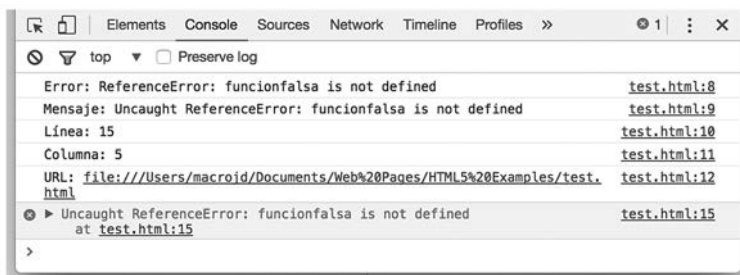 Elements Console Sources Network Timeline Profiles » 1
top ▼ Preserve log
Error: ReferenceError: funcionfalsa is not defined test.html:8
Mensaje: Uncaught ReferenceError: funcionfalsa is not defined test.html:9
Línea: 15 test.html:10
Columna: 5 test.html:11
URL: file:///Users/macrojd/Documents/Web%20Pages/HTML5%20Examples/test. test.html:12
html
▶ Uncaught ReferenceError: funcionfalsa is not defined test.html:15
at test.html:15
>